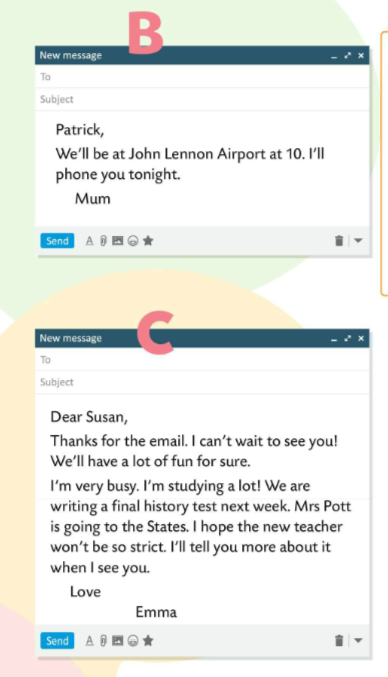 B
New message
To
Subject
Patrick,
We'll be at John Lennon Airport at 10. I'll
phone you tonight.
Mum
Send A
C
New message
To
Subject
Dear Susan,
Thanks for the email. I can't wait to see you!
We'll have a lot of fun for sure.
I'm very busy. I'm studying a lot! We are
writing a final history test next week. Mrs Pott
is going to the States. I hope the new teacher
won't be so strict. I'll tell you more about it
when I see you.
Love
Emma
Send A